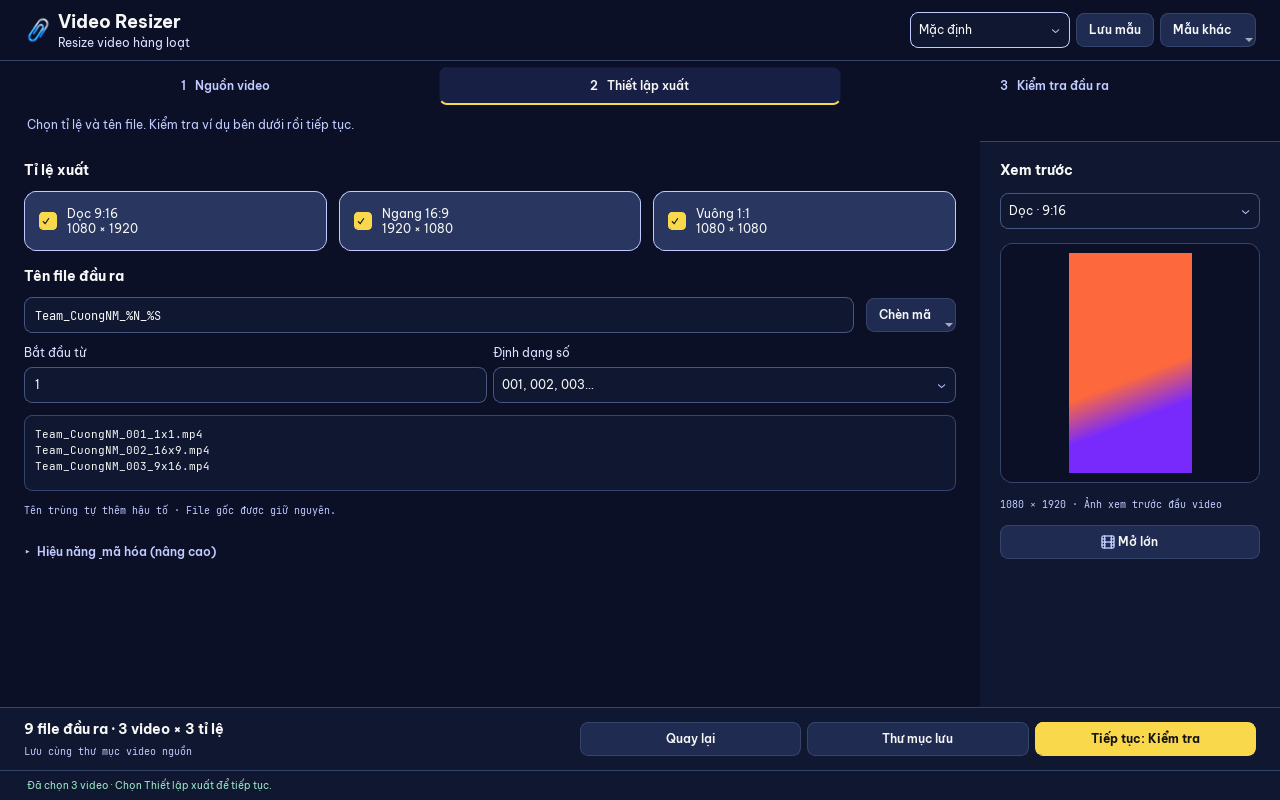 Video Resizer
Resize video hàng loạt
Mặc định
Lưu mẫu
Mẫu khác
1 Nguồn video
2 Thiết lập xuất
3 Kiểm tra đầu ra
Chọn tỉ lệ và tên file. Kiểm tra ví dụ bên dưới rồi tiếp tục.
Tỉ lệ xuất
Dọc 9:16
1080 × 1920
Ngang 16:9
1920 × 1080
Vuông 1:1
1080 × 1080
Tên file đầu ra
Team_CuongNM_%N_%S
Chèn mã
Bắt đầu từ
Định dạng số
1
001, 002, 003...
Team_CuongNM_001_1x1.mp4
Team_CuongNM_002_16x9.mp4
Team_CuongNM_003_9x16.mp4
Tên trùng tự thêm hậu tố · File gốc được giữ nguyên.
Hiệu năng _mã hóa (nâng cao)
Xem trước
Dọc · 9:16
1080 × 1920 · Ảnh xem trước đầu video
Mở lớn
9 file đầu ra · 3 video × 3 tỉ lệ
Lưu cùng thư mục video nguồn
Quay lại
Thư mục lưu
Tiếp tục: Kiểm tra
Đã chọn 3 video · Chọn Thiết lập xuất để tiếp tục.